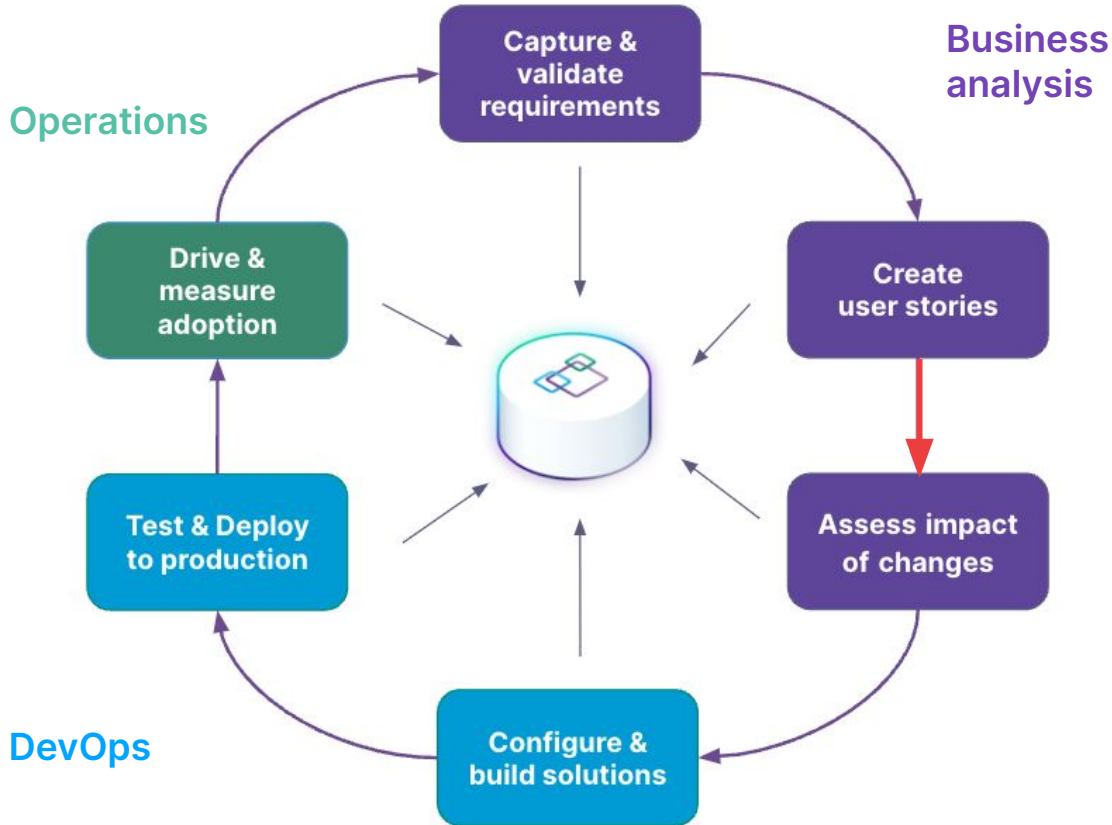 Capture &
validate
requirements
Business
analysis
Operations
Drive &
measure
adoption
Create
user stories
Test & Deploy
to production
Assess impact
of changes
DevOps
Configure &
build solutions